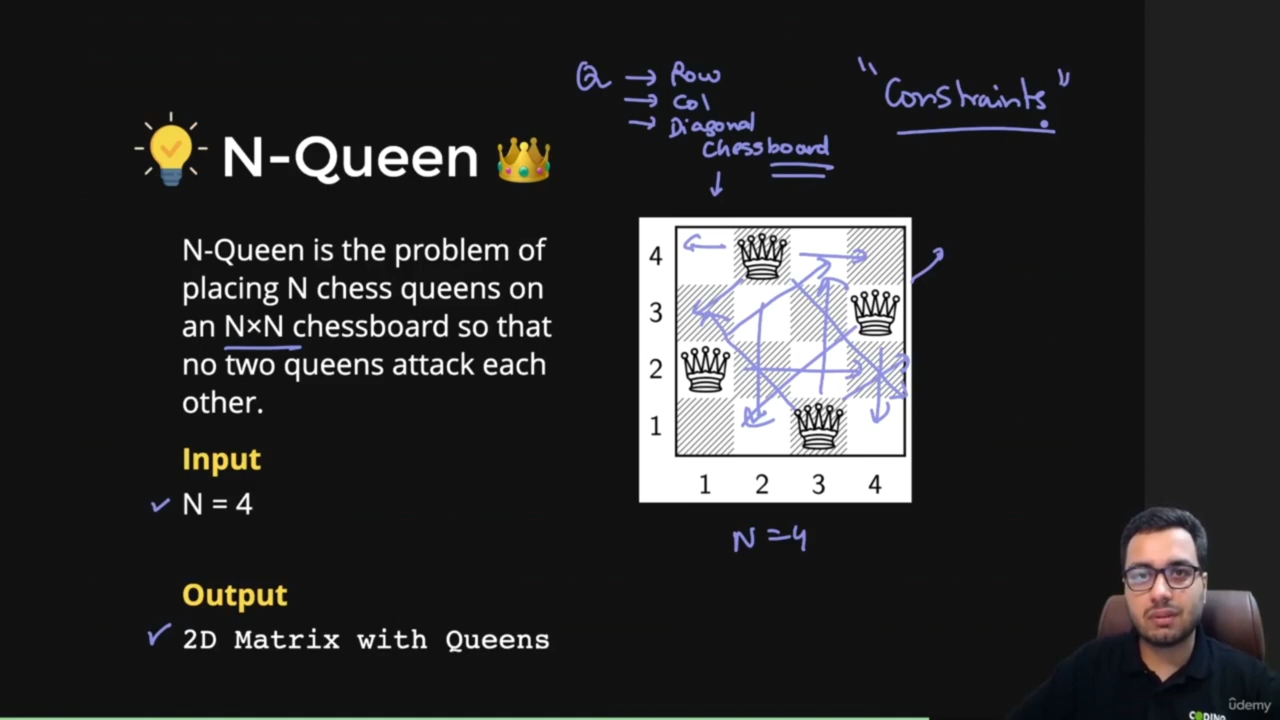 Q → Row
→ Col
→ Diagonal
Chessboard
"Constraints"
N-Queen
N-Queen is the problem of
placing N chess queens on
an N×N chessboard so that
no two queens attack each
other.
Input
N = 4
Output
2D Matrix with Queens
4
3
2
1
1 2 3 4
N=4
CODING
ûdemy